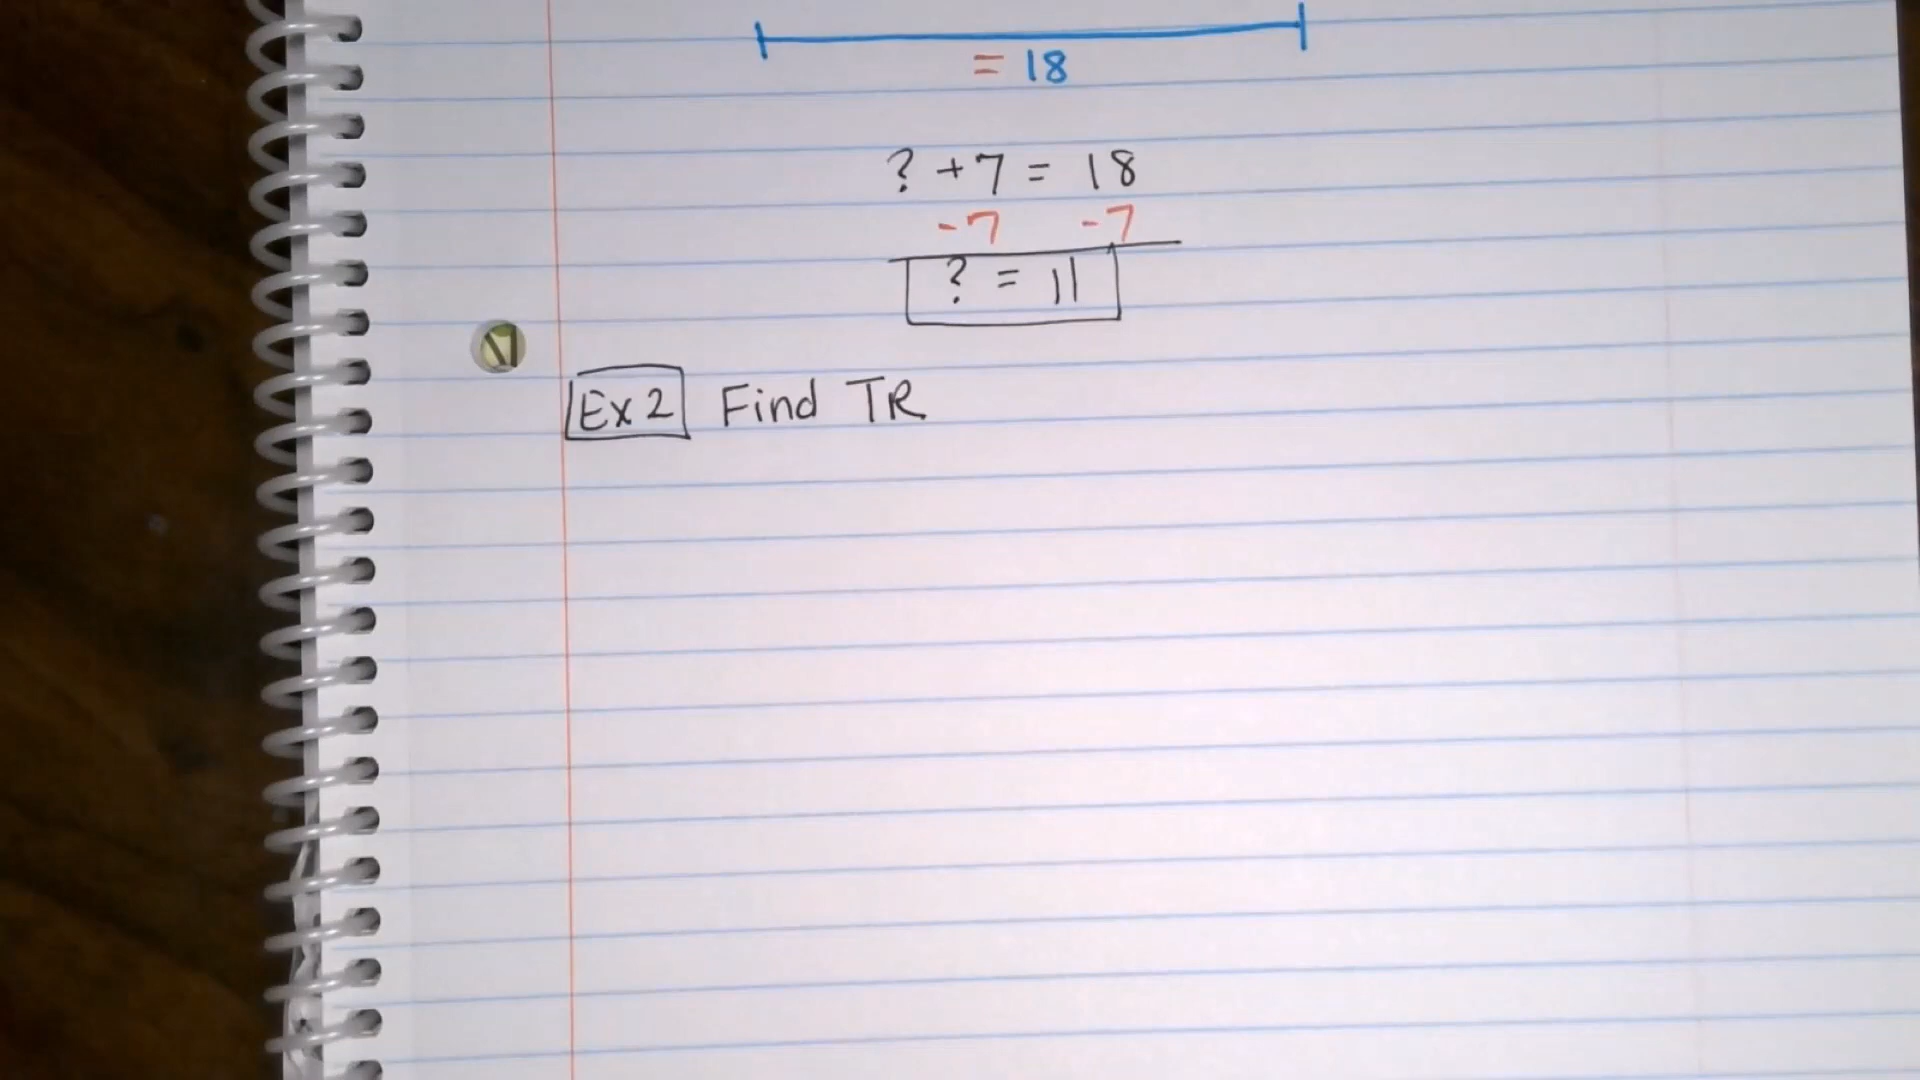 = 18
? + 7 = 18
-7 -7
? = 11
Ex 2 Find TR